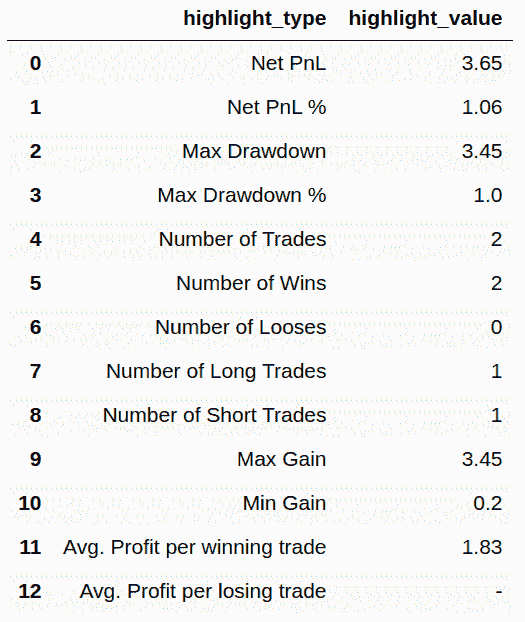 highlight_type highlight_value
0 Net PnL 3.65
1 Net PnL % 1.06
2 Max Drawdown 3.45
3 Max Drawdown % 1.0
4 Number of Trades 2
5 Number of Wins 2
6 Number of Looses 0
7 Number of Long Trades 1
8 Number of Short Trades 1
9 Max Gain 3.45
10 Min Gain 0.2
11 Avg. Profit per winning trade 1.83
12 Avg. Profit per losing trade -